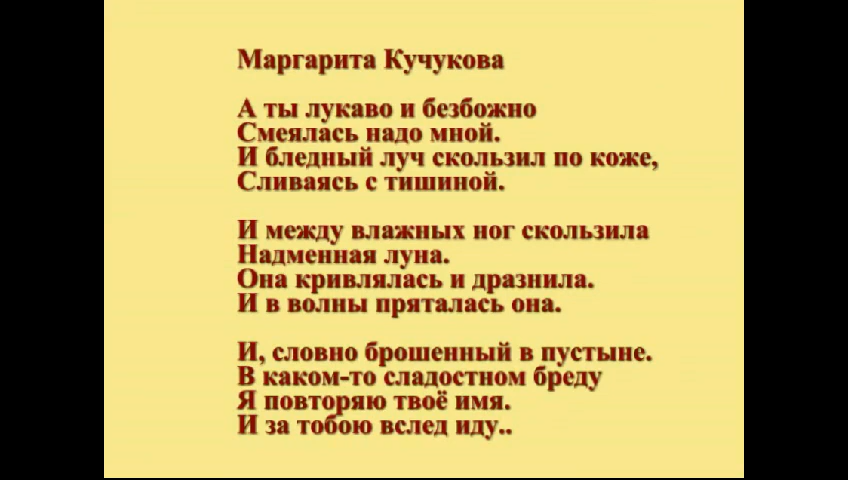 Маргарита Кучукова
А ты лукаво и безбожно
Смеялась надо мной.
И бледный луч скользил по коже,
Сливаясь с тишиной.
И между влажных ног скользила
Надменная луна.
Она кривлялась и дразнила.
И в волны пряталась она.
И, словно брошенный в пустыне.
В каком-то сладостном бреду
Я повторяю твоё имя.
И за тобою вслед иду..